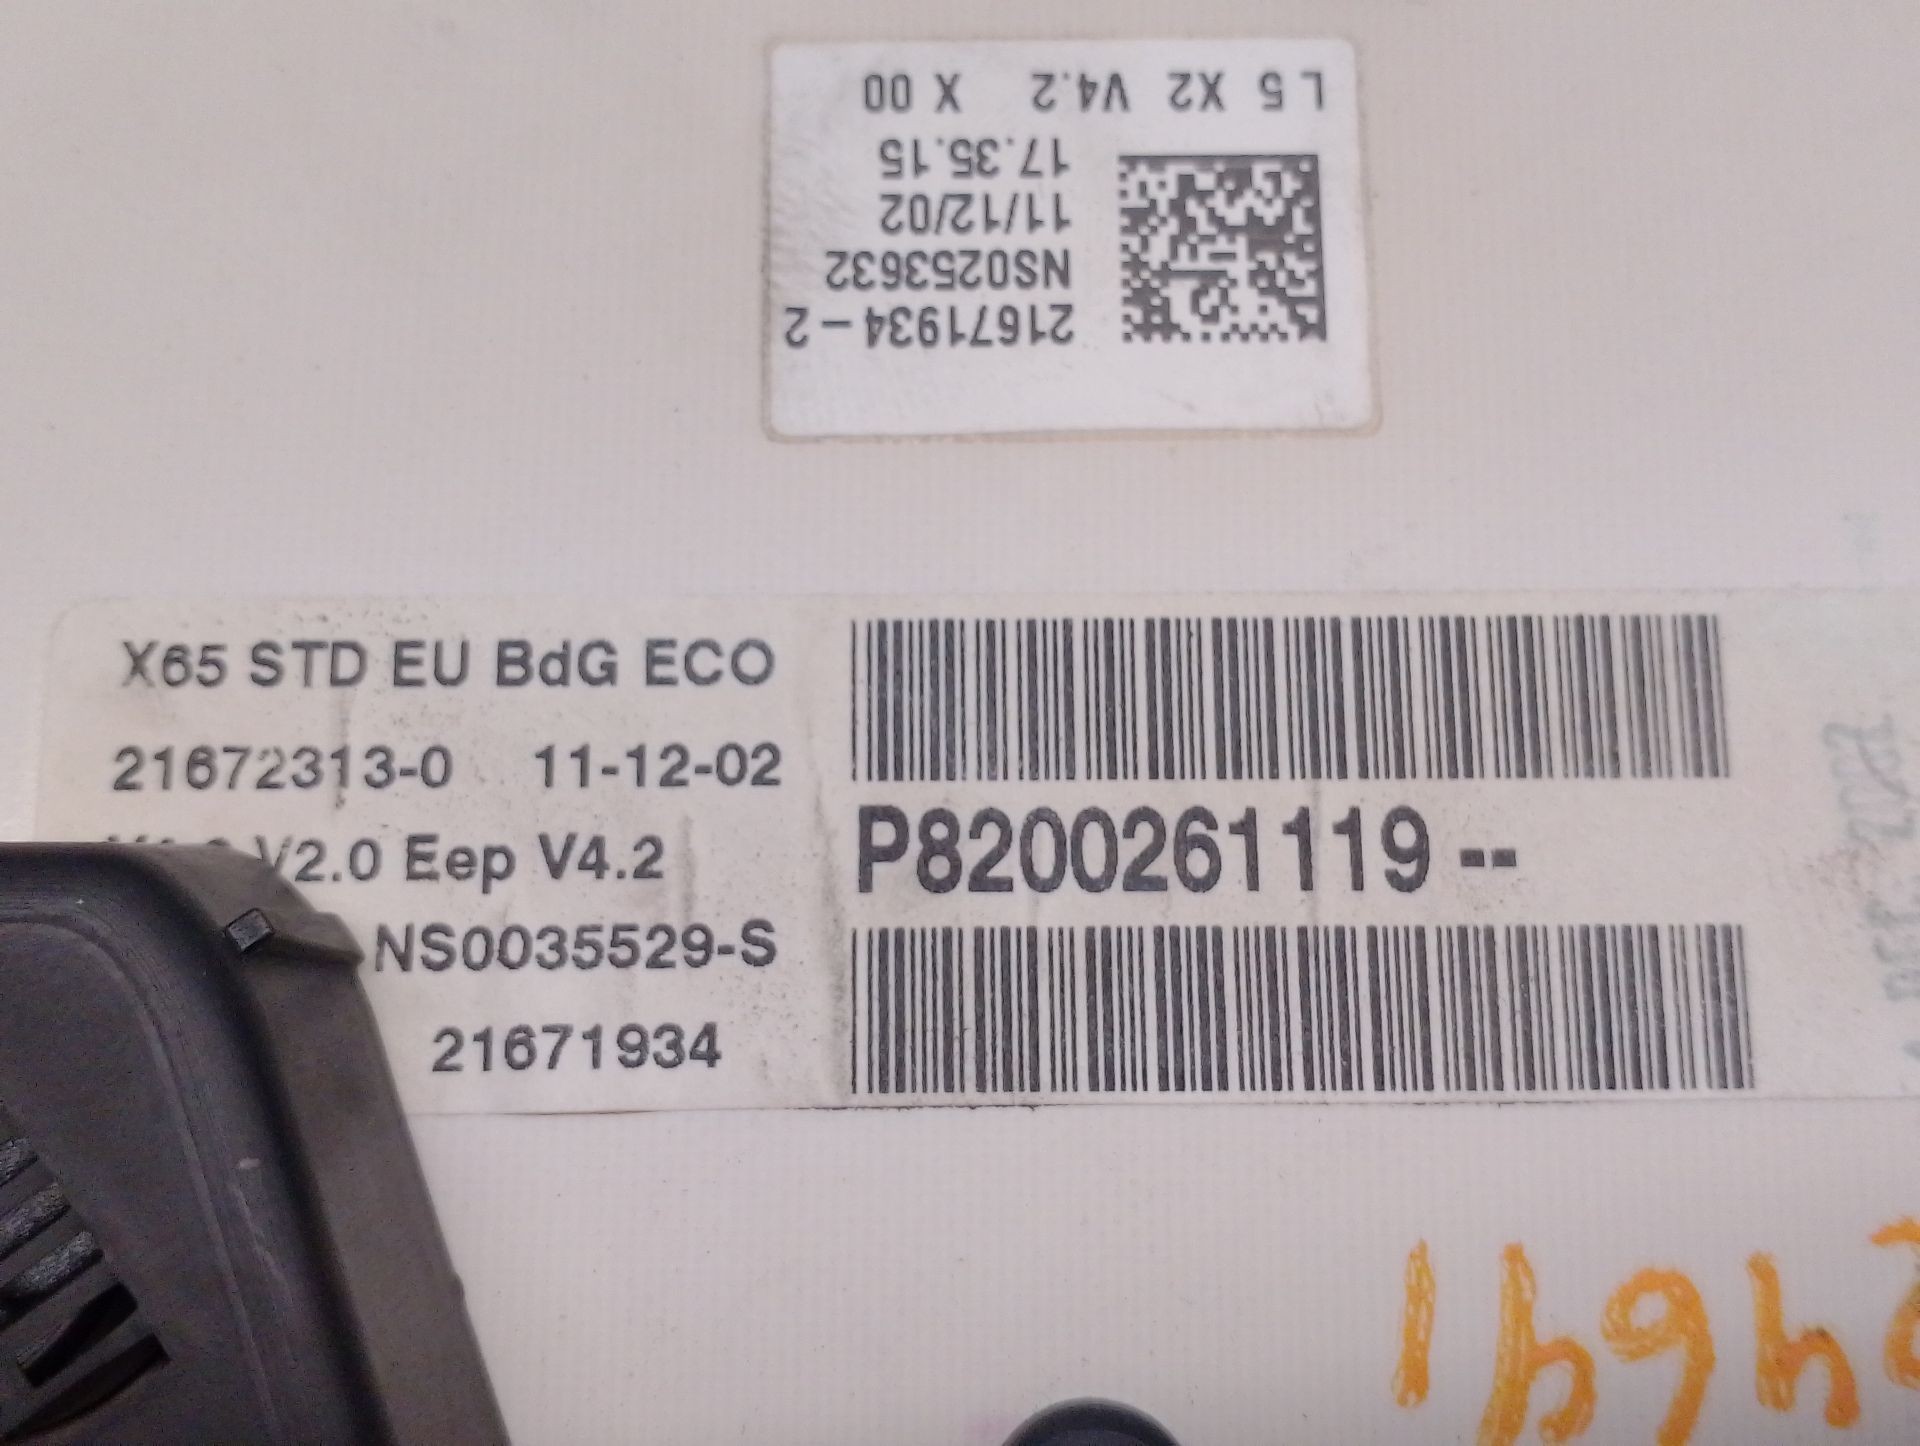 L 5 X2 V4.2 X 00
17.35.15
11/12/02
NS0253632
21671934-2
X65 STD EU BdG ECO
21672313-0 11-12-02
V2.0 Eep V4.2
P8200261119--
NS0035529-S
21671934